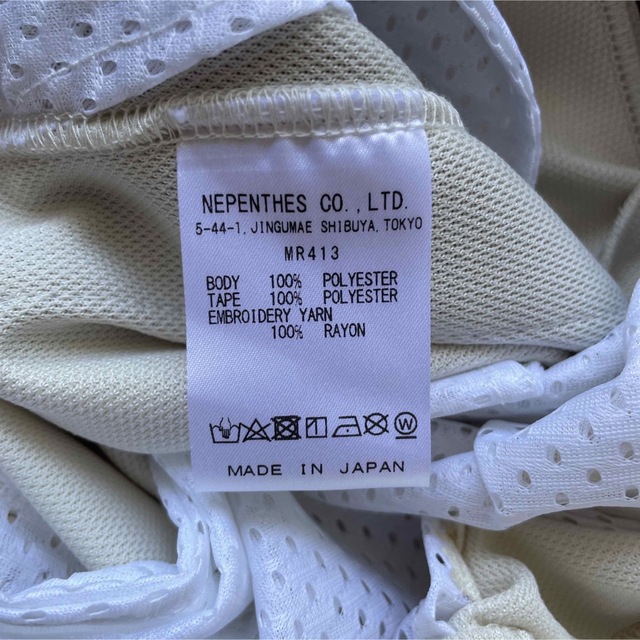 NEPENTHES CO., LTD.
5-44-1, JINGUMAE SHIBUYA, TOKYO
MR413
BODY 100% POLYESTER
TAPE 100% POLYESTER
EMBROIDERY YARN
100% RAYON
W
MADE IN JAPAN